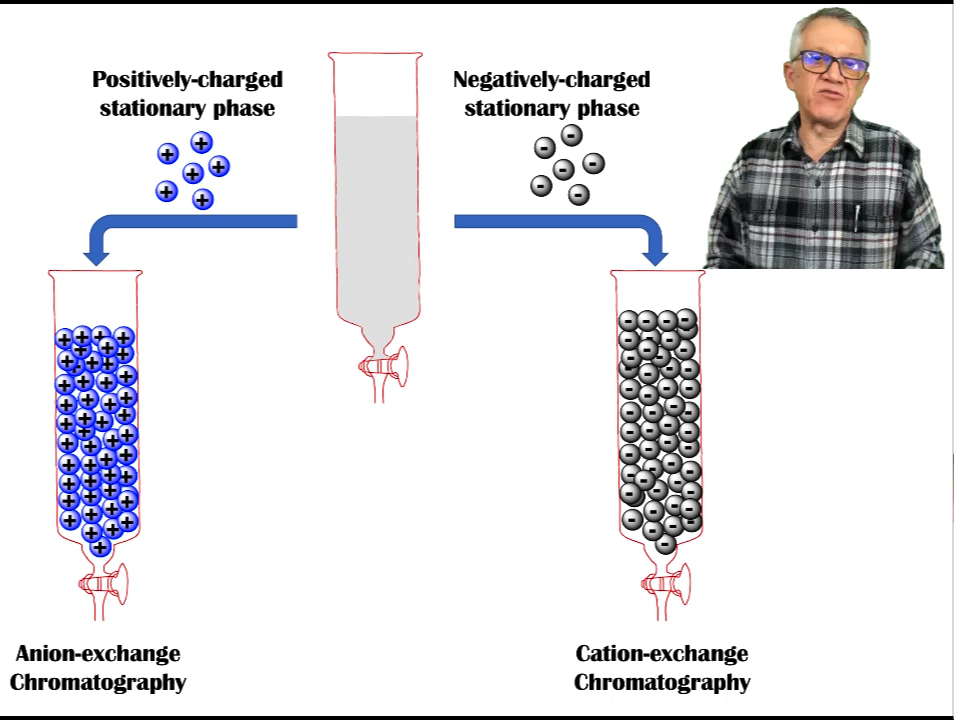 Positively-charged
stationary phase
Negatively-charged
stationary phase
Anion-exchange
Chromatography
Cation-exchange
Chromatography